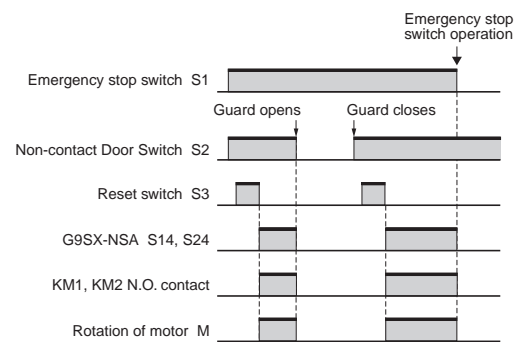 Emergency stop
switch operation
Emergency stop switch S1
Guard opens
Guard closes
Non-contact Door Switch S2
Reset switch S3
G9SX-NSA S14, S24
KM1, KM2 N.O. contact
Rotation of motor M